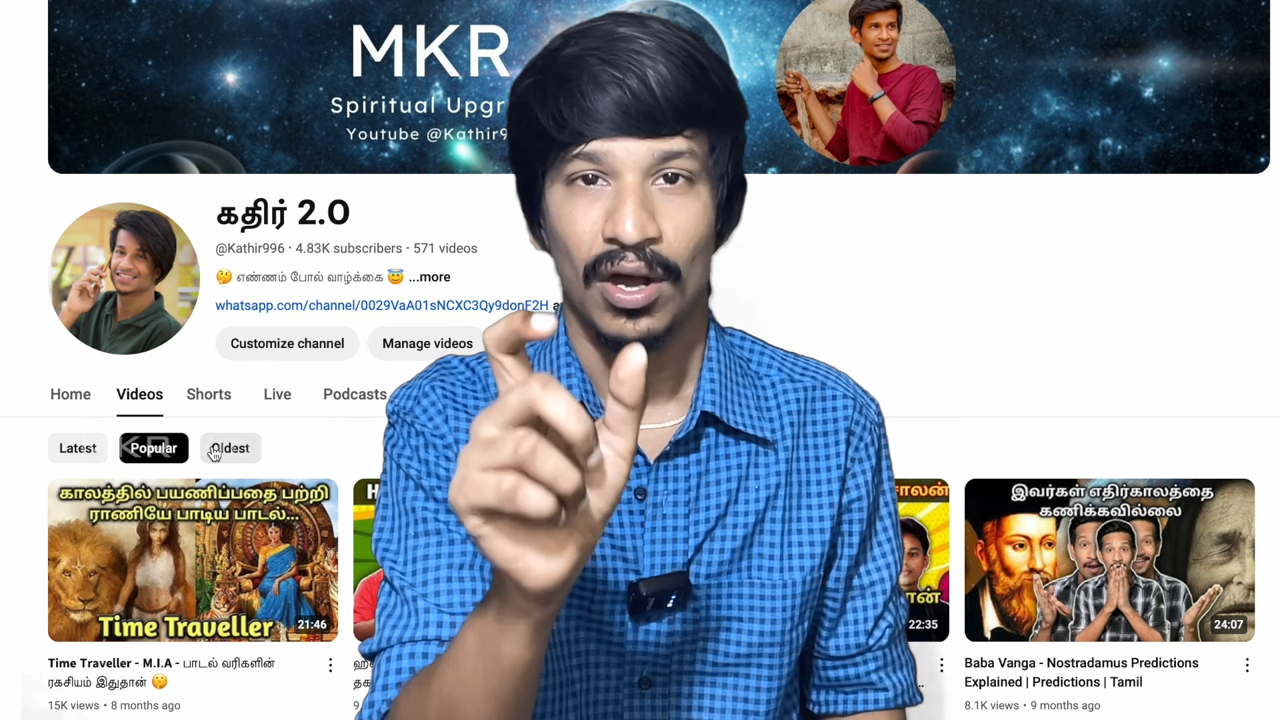 MKR
Spiritual Upgr
Youtube @Kathir9
கதிர் 2.0
@Kathir996 · 4.83K subscribers · 571 videos
🤔 எண்ணம் போல் வாழ்க்கை 😇 ...more
whatsapp.com/channel/0029VaA01sNCXC3Qy9donF2H
Customize channel
Manage videos
Home
Videos
Shorts
Live
Podcasts
Latest
Popular
Oldest
காலத்தில் பயணிப்பதை பற்றி
ராணியே பாடிய பாடல்...
Time Traveller
21:46
22:35
இவர்கள் எதிர்காலத்தை
கணிக்கவில்லை
24:07
Time Traveller - M.I.A - பாடல் வரிகளின்
ரகசியம் இதுதான் 🤫
15K views · 8 months ago
Baba Vanga - Nostradamus Predictions
Explained | Predictions | Tamil
8.1K views · 9 months ago